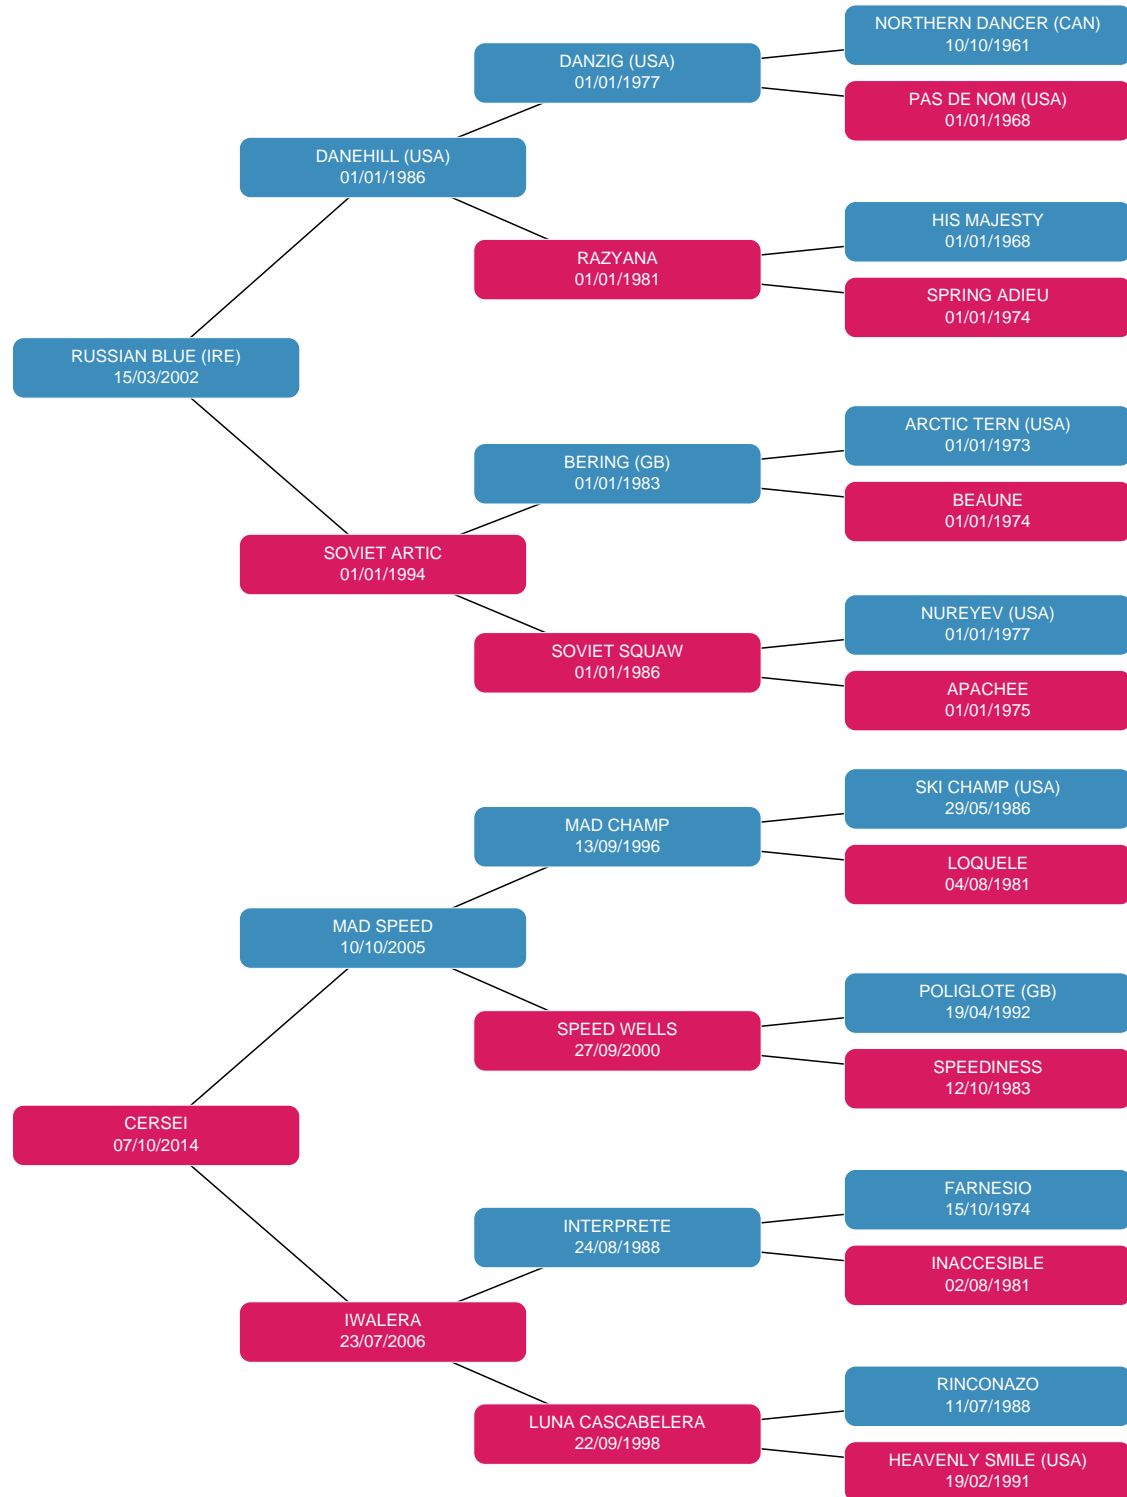 NORTHERN DANCER (CAN)
10/10/1961
DANZIG (USA)
01/01/1977
PAS DE NOM (USA)
01/01/1968
DANEHILL (USA)
01/01/1986
HIS MAJESTY
01/01/1968
RAZYANA
01/01/1981
SPRING ADIEU
01/01/1974
RUSSIAN BLUE (IRE)
15/03/2002
ARCTIC TERN (USA)
01/01/1973
BERING (GB)
01/01/1983
BEAUNE
01/01/1974
SOVIET ARTIC
01/01/1994
NUREYEV (USA)
01/01/1977
SOVIET SQUAW
01/01/1986
APACHEE
01/01/1975
SKI CHAMP (USA)
29/05/1986
MAD CHAMP
13/09/1996
LOQUELE
04/08/1981
MAD SPEED
10/10/2005
POLIGLOTE (GB)
19/04/1992
SPEED WELLS
27/09/2000
SPEEDINESS
12/10/1983
CERSEI
07/10/2014
FARNESIO
15/10/1974
INTERPRETE
24/08/1988
INACCESIBLE
02/08/1981
IWALERA
23/07/2006
RINCONAZO
11/07/1988
LUNA CASCABELERA
22/09/1998
HEAVENLY SMILE (USA)
19/02/1991